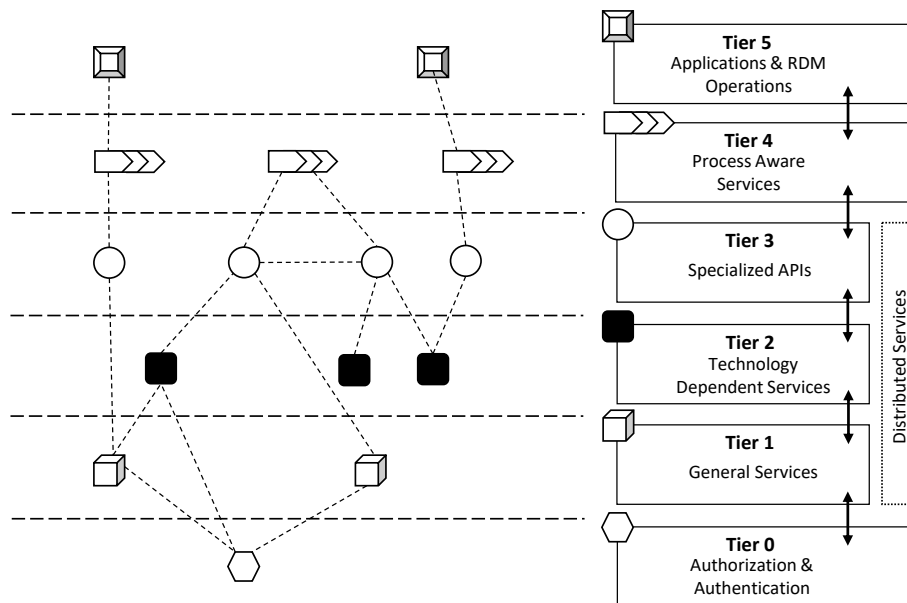 Tier 5
Applications & RDM
Operations
Tier 4
Process Aware
Services
Tier 3
Specialized APIs
Tier 2
Technology
Dependent Services
Tier 1
General Services
Tier 0
Authorization &
Authentication
Distributed Services